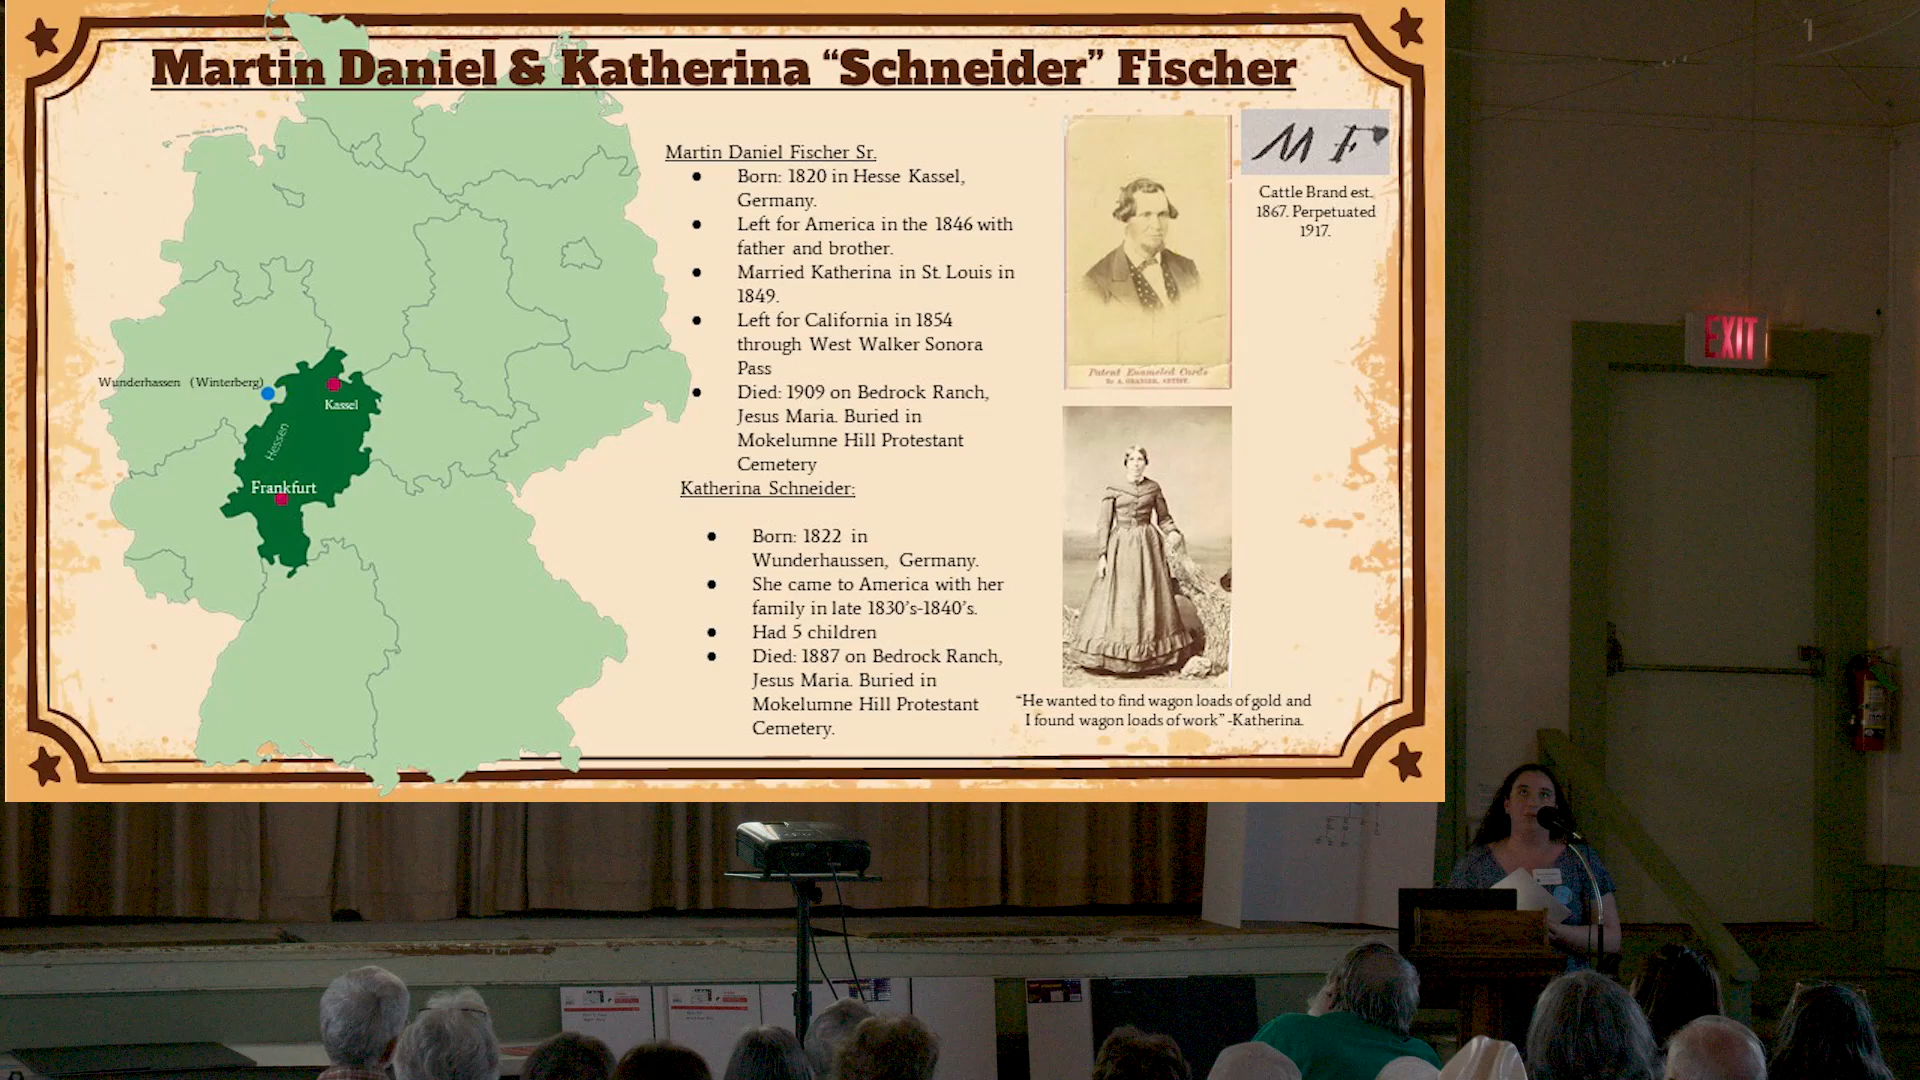 Martin Daniel & Katherina “Schneider” Fischer
Martin Daniel Fischer Sr.
● Born: 1820 in Hesse Kassel,
Germany.
● Left for America in the 1846 with
father and brother.
● Married Katherina in St. Louis in
1849.
● Left for California in 1854
through West Walker Sonora
Pass
● Died: 1909 on Bedrock Ranch,
Jesus Maria. Buried in
Mokelumne Hill Protestant
Cemetery
Katherina Schneider:
● Born: 1822 in
Wunderhaussen, Germany.
● She came to America with her
family in late 1830’s-1840’s.
● Had 5 children
● Died: 1887 on Bedrock Ranch,
Jesus Maria. Buried in
Mokelumne Hill Protestant
Cemetery.
Wunderhassen (Winterberg)
Kassel
Hessen
Frankfurt
Patent Enameled Cards
M F
Cattle Brand est.
1867. Perpetuated
1917.
“He wanted to find wagon loads of gold and
I found wagon loads of work” -Katherina.
EXIT